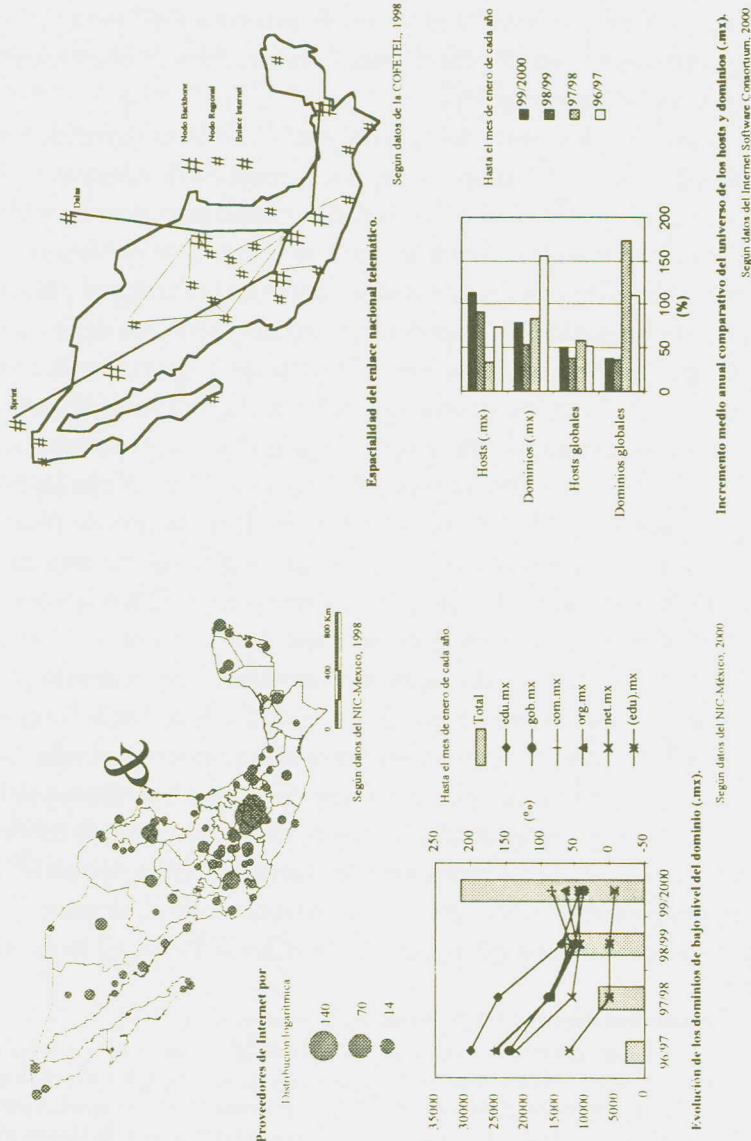 Proveedores de Internet por
Distribución logarítmica
140
70
14
&
0 400 800 Km
Según datos del NIC-México, 1998
Sprint
Dalas
Node Backbone
Node Regional
Enlace Internet
Espacialidad del enlace nacional telemático.
Según datos de la COFETEL, 1998
35000
30000
25000
20000
15000
10000
5000
0
250
200
150
100
50
0
-50
(%)
96/97
97/98
98/99
99/2000
Hasta el mes de enero de cada año
Total
edu.mx
gob.mx
com.mx
org.mx
net.mx
(edu).mx
Evolución de los dominios de bajo nivel del dominio (.mx).
Según datos del NIC-México, 2000.
Hosts (.mx)
Dominios (.mx)
Hosts globales
Dominios globales
0 50 100 150 200
(%)
Hasta el mes de enero de cada año
99/2000
98/99
97/98
96/97
Incremento medio anual comparativo del universo de los hosts y dominios (.mx).
Según datos del Internet Software Consortium, 2000